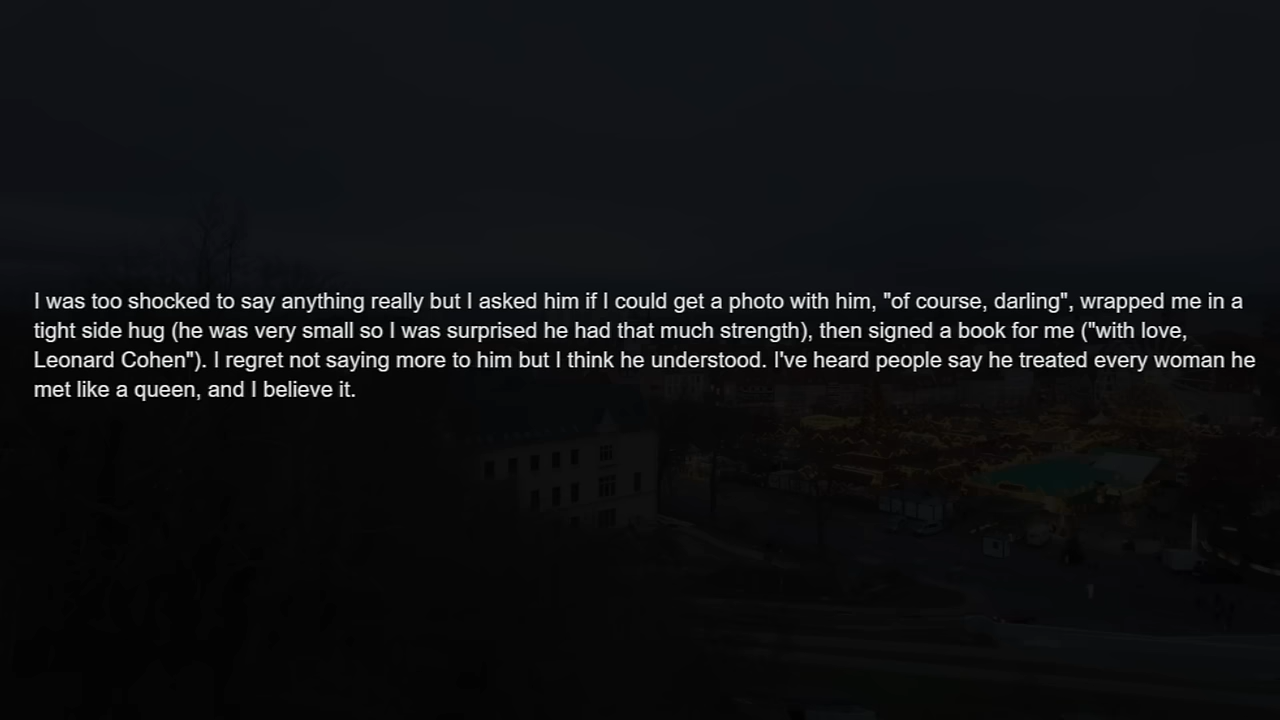 I was too shocked to say anything really but I asked him if I could get a photo with him, "of course, darling", wrapped me in a
tight side hug (he was very small so I was surprised he had that much strength), then signed a book for me ("with love,
Leonard Cohen"). I regret not saying more to him but I think he understood. I've heard people say he treated every woman he
met like a queen, and I believe it.